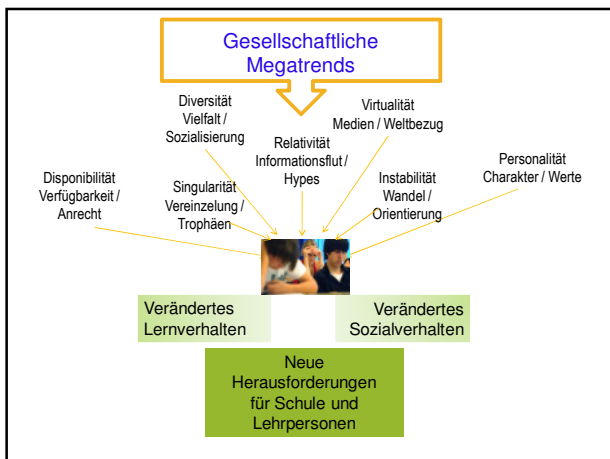 Gesellschaftliche
Megatrends
Diversität
Vielfalt /
Sozialisierung
Virtualität
Medien / Weltbezug
Relativität
Informationsflut /
Hypes
Personalität
Charakter / Werte
Disponibilität
Verfügbarkeit /
Anrecht
Singularität
Vereinzelung /
Trophäen
Instabilität
Wandel /
Orientierung
Verändertes
Lernverhalten
Verändertes
Sozialverhalten
Neue
Herausforderungen
für Schule und
Lehrpersonen